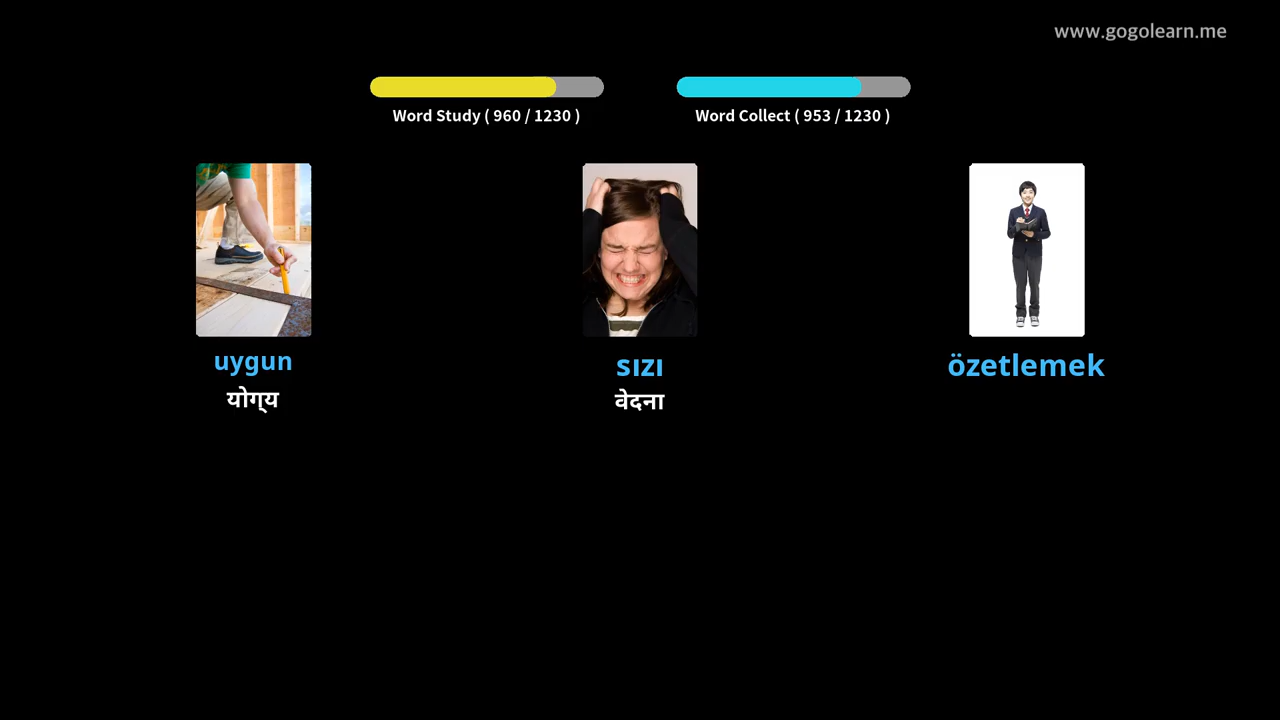 www.gogolearn.me
Word Study ( 960 / 1230 )
Word Collect ( 953 / 1230 )
uygun
योग्य
sızı
वेदना
özetlemek